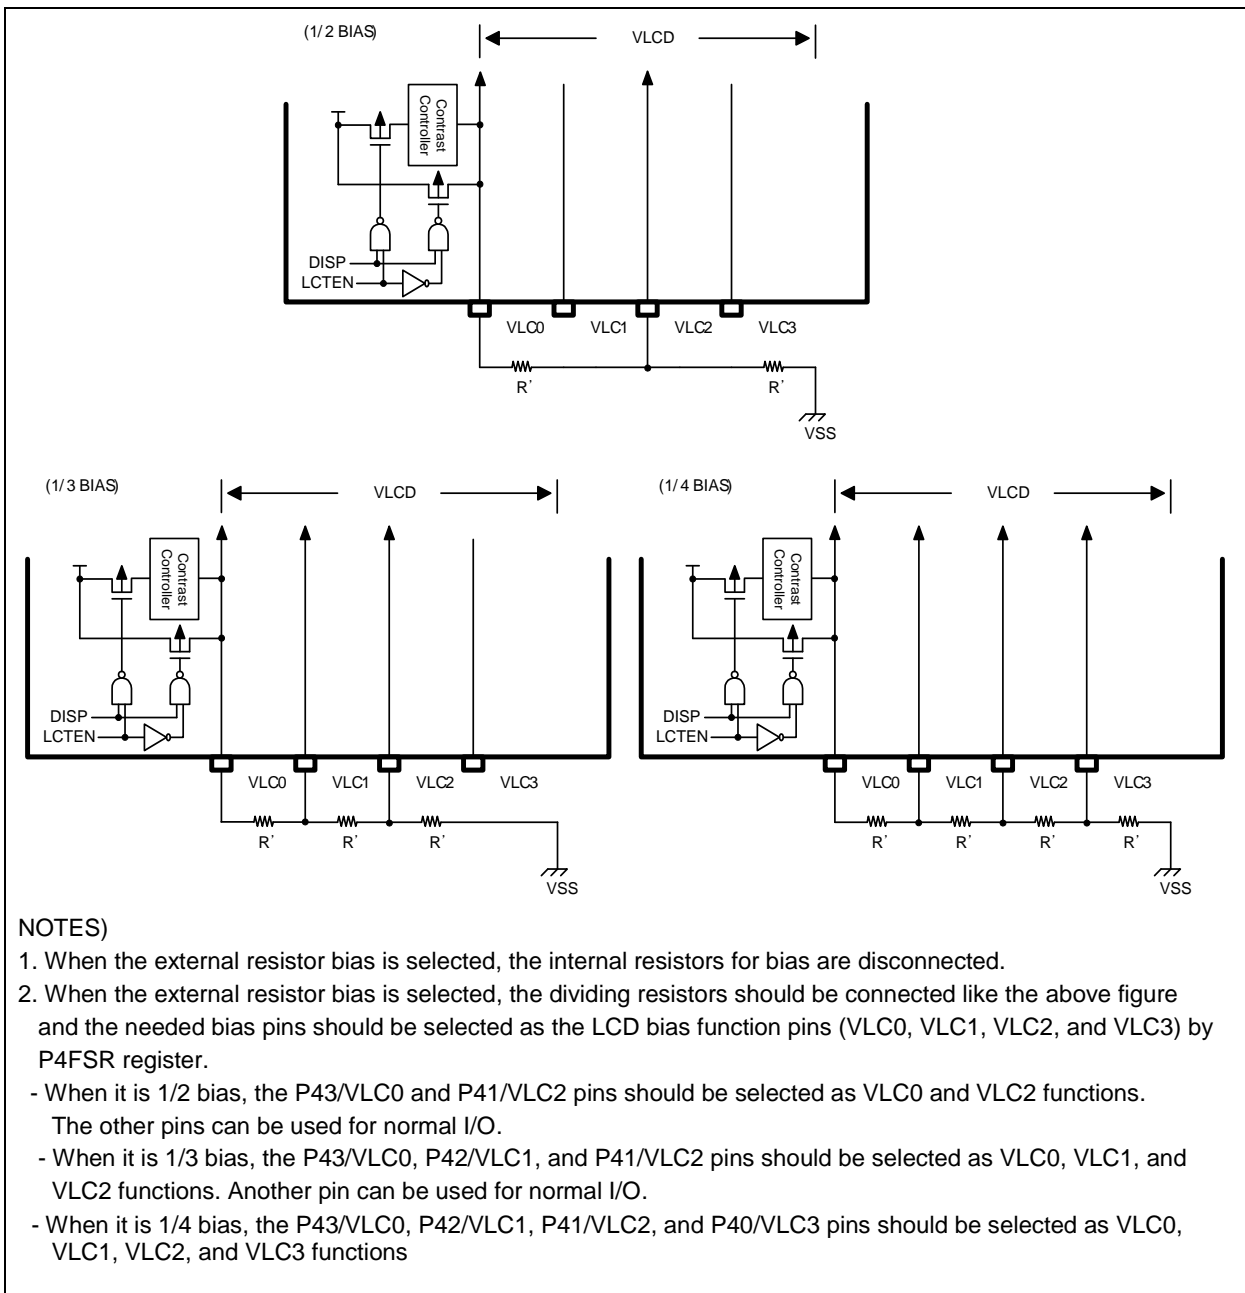 (1/2 BIAS)
VLCD
Contrast
Controller
DISP
LCTEN
VLC0 VLC1 VLC2 VLC3
R' R'
VSS
(1/3 BIAS)
VLCD
Contrast
Controller
DISP
LCTEN
VLC0 VLC1 VLC2 VLC3
R' R' R'
VSS
(1/4 BIAS)
VLCD
Contrast
Controller
DISP
LCTEN
VLC0 VLC1 VLC2 VLC3
R' R' R' R'
VSS
NOTES)
1. When the external resistor bias is selected, the internal resistors for bias are disconnected.
2. When the external resistor bias is selected, the dividing resistors should be connected like the above figure
and the needed bias pins should be selected as the LCD bias function pins (VLC0, VLC1, VLC2, and VLC3) by
P4FSR register.
- When it is 1/2 bias, the P43/VLC0 and P41/VLC2 pins should be selected as VLC0 and VLC2 functions.
The other pins can be used for normal I/O.
- When it is 1/3 bias, the P43/VLC0, P42/VLC1, and P41/VLC2 pins should be selected as VLC0, VLC1, and
VLC2 functions. Another pin can be used for normal I/O.
- When it is 1/4 bias, the P43/VLC0, P42/VLC1, P41/VLC2, and P40/VLC3 pins should be selected as VLC0,
VLC1, VLC2, and VLC3 functions